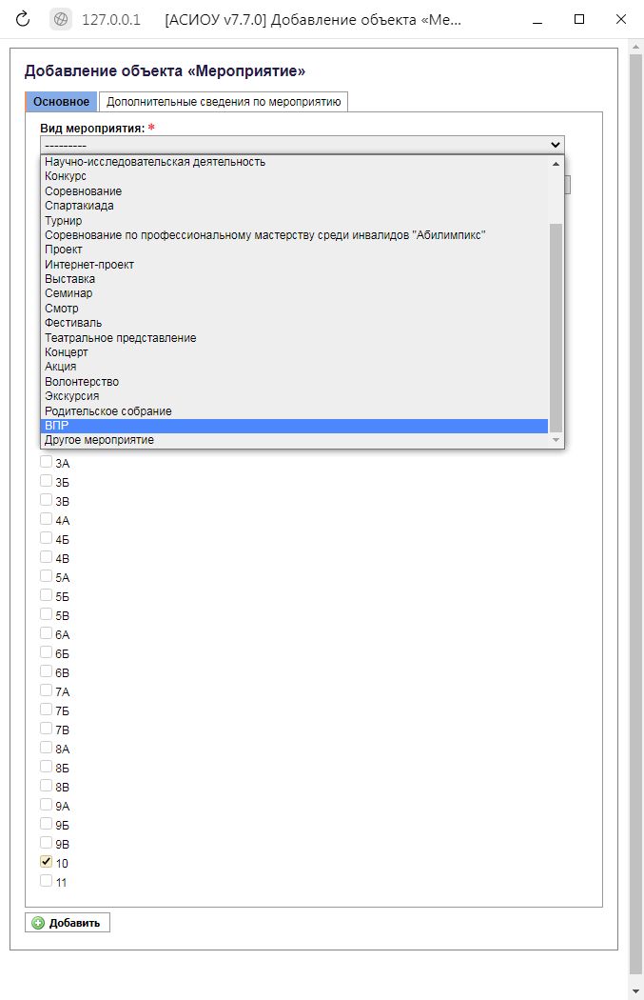 127.0.0.1 [АСИОУ v7.7.0] Добавление объекта «Ме...
Добавление объекта «Мероприятие»
Основное Дополнительные сведения по мероприятию
Вид мероприятия: *
---------
Научно-исследовательская деятельность
Конкурс
Соревнование
Спартакиада
Турнир
Соревнование по профессиональному мастерству среди инвалидов "Абилимпикс"
Проект
Интернет-проект
Выставка
Семинар
Смотр
Фестиваль
Театральное представление
Концерт
Акция
Волонтерство
Экскурсия
Родительское собрание
ВПР
Другое мероприятие
3А
3Б
3В
4А
4Б
4В
5А
5Б
5В
6А
6Б
6В
7А
7Б
7В
8А
8Б
8В
9А
9Б
9В
10
11
Добавить